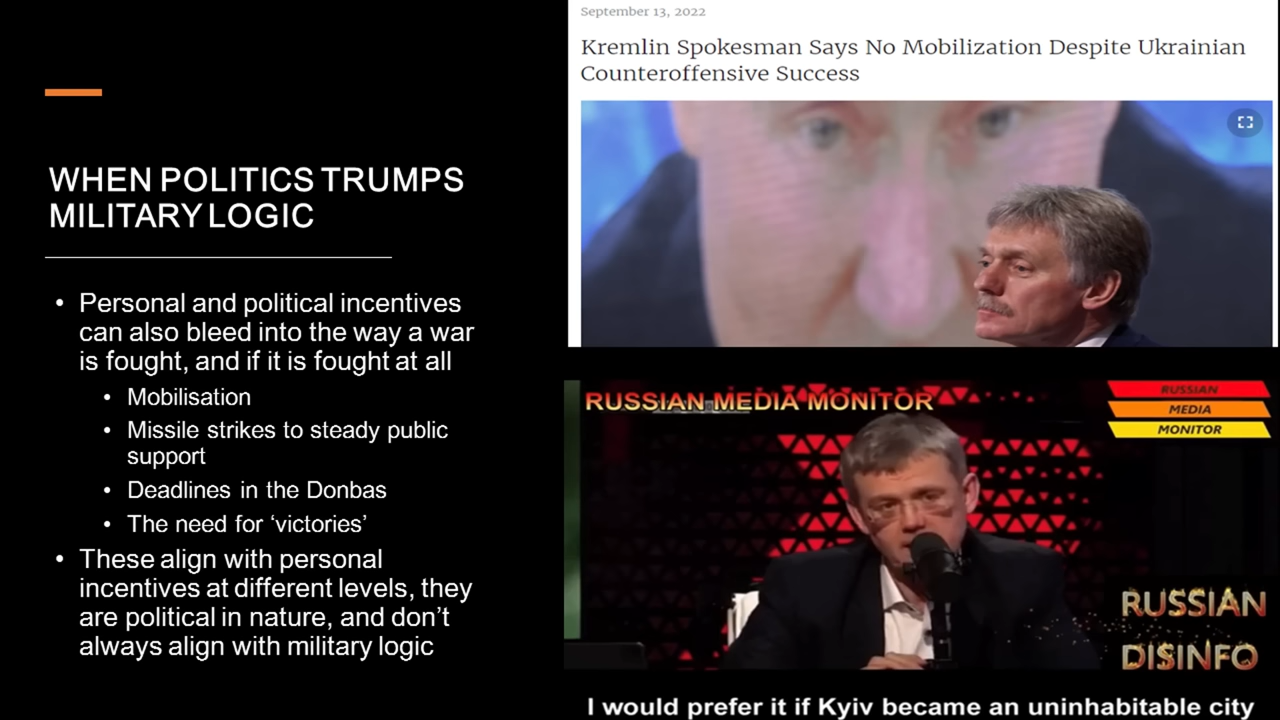 WHEN POLITICS TRUMPS
MILITARY LOGIC
• Personal and political incentives
can also bleed into the way a war
is fought, and if it is fought at all
• Mobilisation
• Missile strikes to steady public
support
• Deadlines in the Donbas
• The need for ‘victories’
• These align with personal
incentives at different levels, they
are political in nature, and don’t
always align with military logic
September 13, 2022
Kremlin Spokesman Says No Mobilization Despite Ukrainian
Counteroffensive Success
RUSSIAN MEDIA MONITOR
RUSSIAN
MEDIA
MONITOR
RUSSIAN
DISINFO
I would prefer it if Kyiv became an uninhabitable city